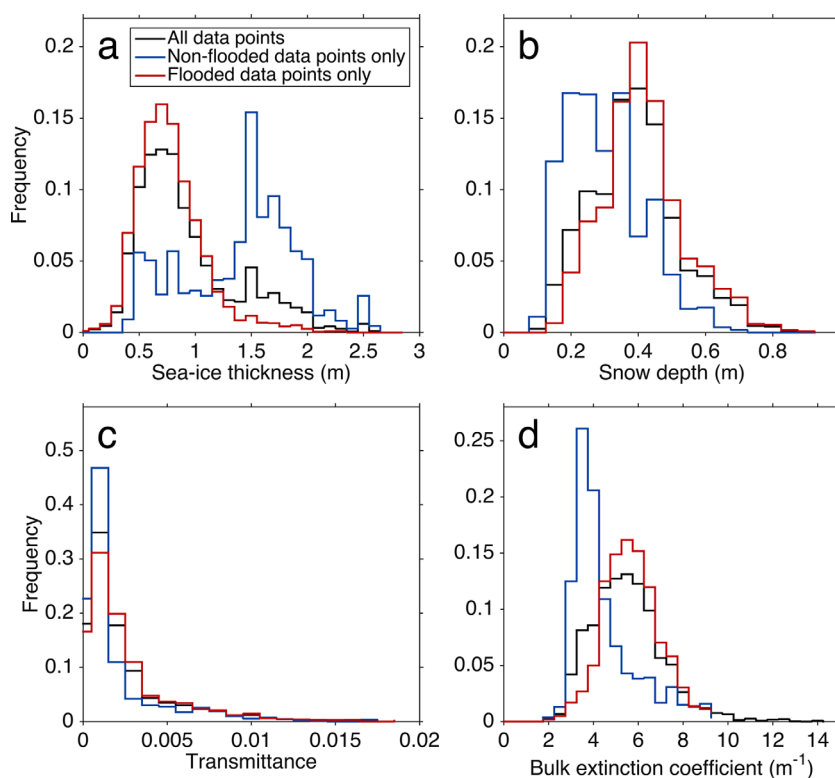 a
All data points
Non-flooded data points only
Flooded data points only
Frequency
0.2
0.15
0.1
0.05
0
0 0.5 1 1.5 2 2.5 3
Sea-ice thickness (m)
b
0.2
0.15
0.1
0.05
0
0 0.2 0.4 0.6 0.8
Snow depth (m)
c
Frequency
0.5
0.4
0.3
0.2
0.1
0
0 0.005 0.01 0.015 0.02
Transmittance
d
0.25
0.2
0.15
0.1
0.05
0
0 2 4 6 8 10 12 14
Bulk extinction coefficient (m⁻¹)